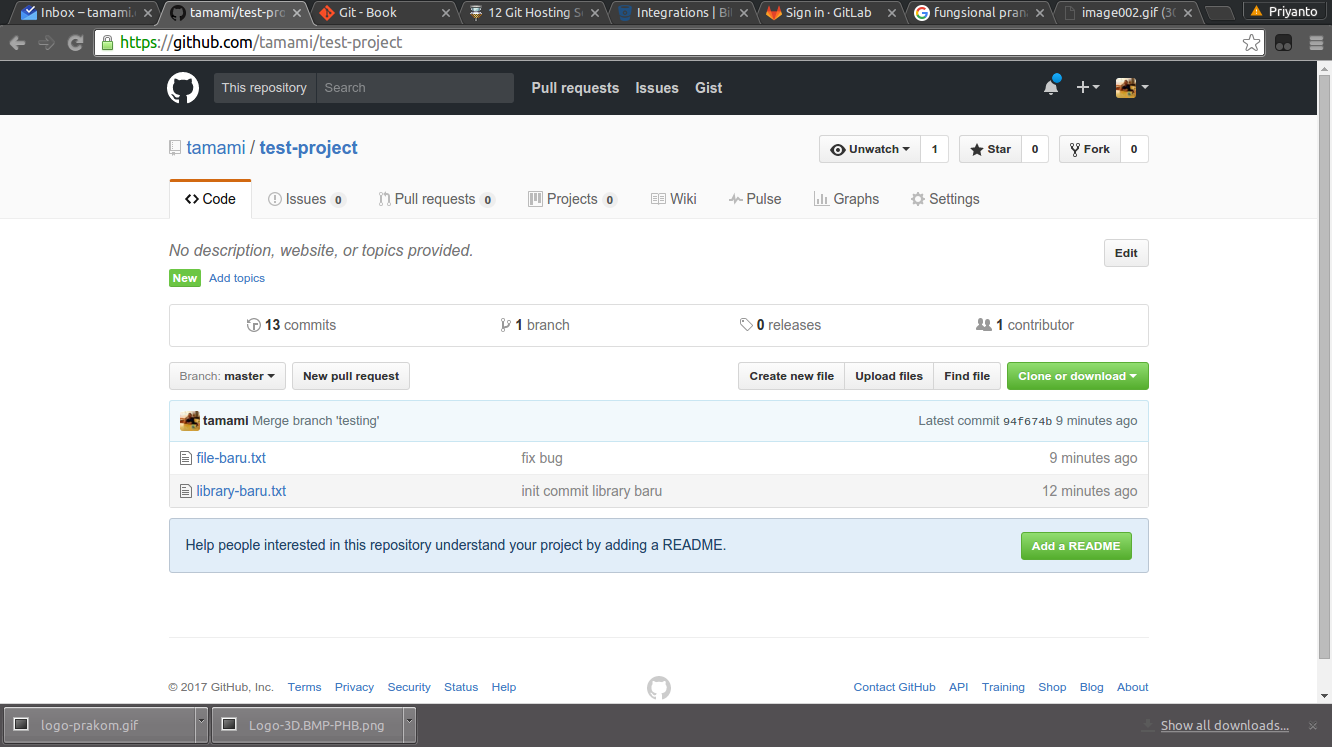 Inbox – tamami. tamami/test-pro Git - Book 12 Git Hosting Se Integrations | Bit Sign in · GitLab fungsional pran image002.gif (30 Priyanto
https://github.com/tamami/test-project
This repository Search Pull requests Issues Gist
tamami / test-project Unwatch 1 Star 0 Fork 0
Code Issues 0 Pull requests 0 Projects 0 Wiki Pulse Graphs Settings
No description, website, or topics provided. Edit
New Add topics
13 commits 1 branch 0 releases 1 contributor
Branch: master New pull request Create new file Upload files Find file Clone or download
tamami Merge branch 'testing' Latest commit 94f674b 9 minutes ago
file-baru.txt fix bug 9 minutes ago
library-baru.txt init commit library baru 12 minutes ago
Help people interested in this repository understand your project by adding a README. Add a README
© 2017 GitHub, Inc. Terms Privacy Security Status Help Contact GitHub API Training Shop Blog About
logo-prakom.gif Logo-3D.BMP-PHB.png Show all downloads...